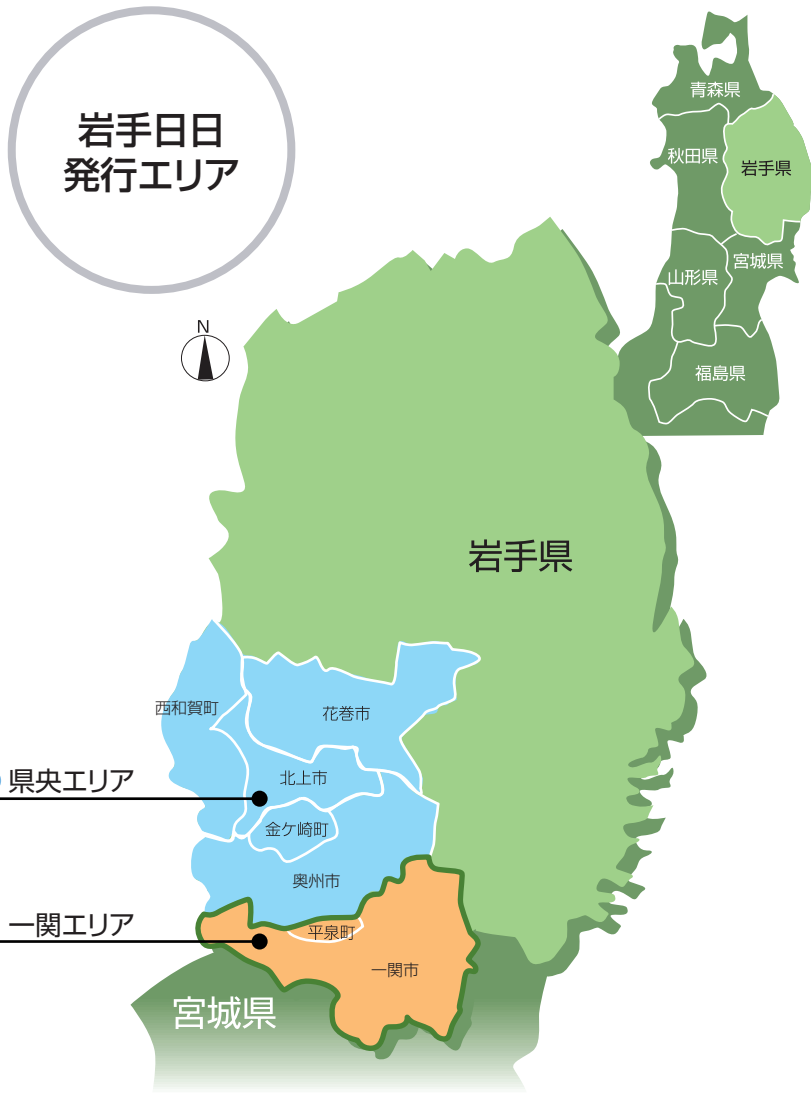 岩手日日
発行エリア
青森県
秋田県
岩手県
宮城県
山形県
福島県
N
岩手県
西和賀町
花巻市
北上市
県央エリア
金ケ崎町
奥州市
一関エリア
平泉町
一関市
宮城県